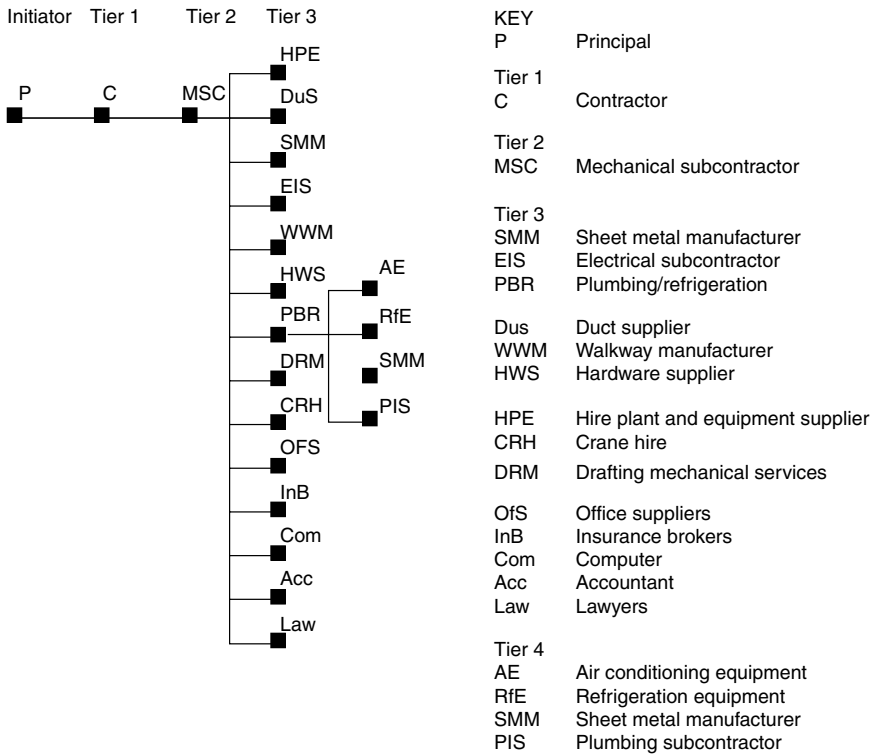 Initiator Tier 1 Tier 2 Tier 3
HPE
P C MSC DuS
SMM
EIS
WWM
HWS AE
PBR RfE
DRM SMM
CRH PIS
OFS
InB
Com
Acc
Law
KEY
P Principal
Tier 1
C Contractor
Tier 2
MSC Mechanical subcontractor
Tier 3
SMM Sheet metal manufacturer
EIS Electrical subcontractor
PBR Plumbing/refrigeration
Dus Duct supplier
WWM Walkway manufacturer
HWS Hardware supplier
HPE Hire plant and equipment supplier
CRH Crane hire
DRM Drafting mechanical services
OfS Office suppliers
InB Insurance brokers
Com Computer
Acc Accountant
Law Lawyers
Tier 4
AE Air conditioning equipment
RfE Refrigeration equipment
SMM Sheet metal manufacturer
PIS Plumbing subcontractor